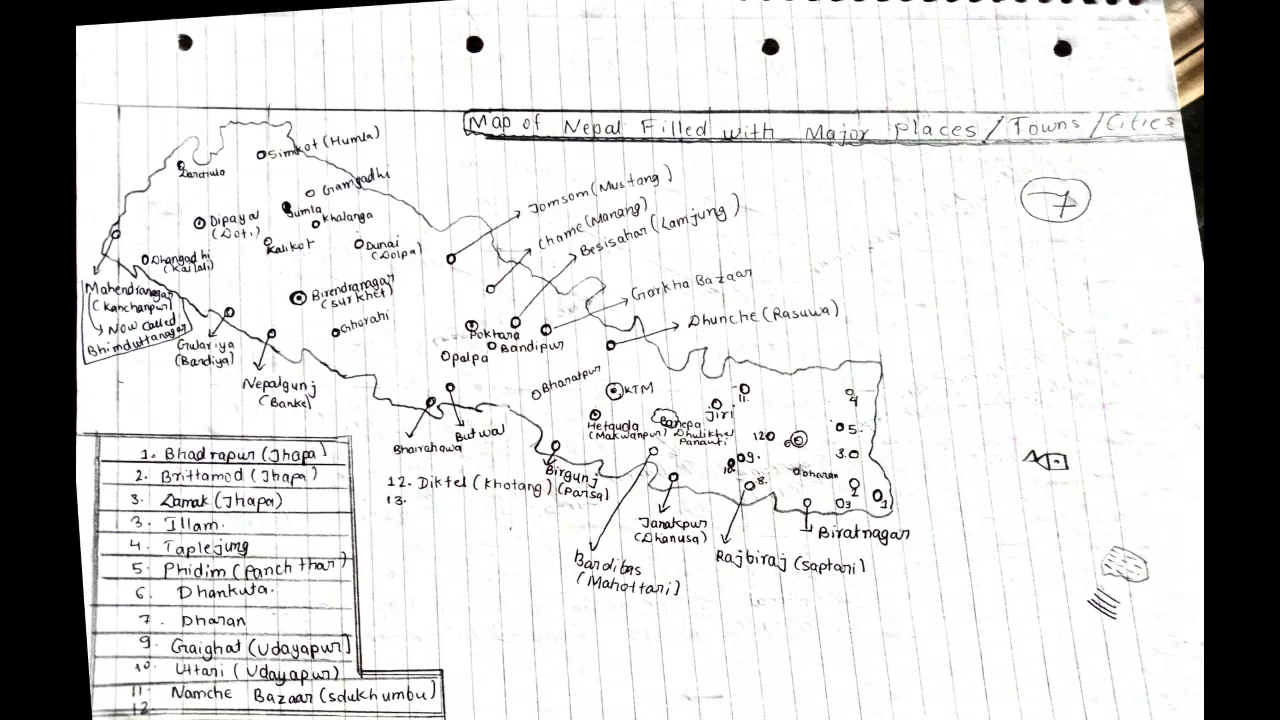 Map of Nepal Filled with Major Places / Towns / Cities
7
Simkot (Humla)
Darchula
Gamgadhi
Jumla
Khalanga
Dipayal
(Doti)
Kalikot
Dunai
(Dolpa)
Dhangadhi
(Kailali)
Mahendranagar
(Kanchanpur)
Now Called
Bhimduttanagar
Birendranagar
(Surkhet)
Ghorahi
Gulariya
(Bardiya)
Nepalgunj
(Banke)
Jomsom (Mustang)
Chame (Manang)
Besisahar (Lamjung)
Gorkha Bazaar
Dhunche (Rasuwa)
Pokhara
Bandipur
palpa
Bharatpur
KTM
Hetauda
(Makwanpur)
Banepa
Dhulikhel
Panauti
Jiri
11.
4
5.
12
6
3.
9.
10.
8.
Dharan
2
3
1
Bhairahawa
Butwal
Birgunj
(Parsa)
12. Diktel (Khotang)
13.
Janakpur
(Dhanusa)
Bardibas
(Mahottari)
Rajbiraj (Saptari)
Biratnagar
1. Bhadrapur (Jhapa)
2. Brittamod (Jhapa)
3. Damak (Jhapa)
3. Illam.
4. Taplejung
5. Phidim (Panchthar)
6. Dhankuta.
7. Dharan
9. Gaighat (Udayapur)
10. Uttari (Udayapur)
11. Namche Bazaar (Solukhumbu)
12.